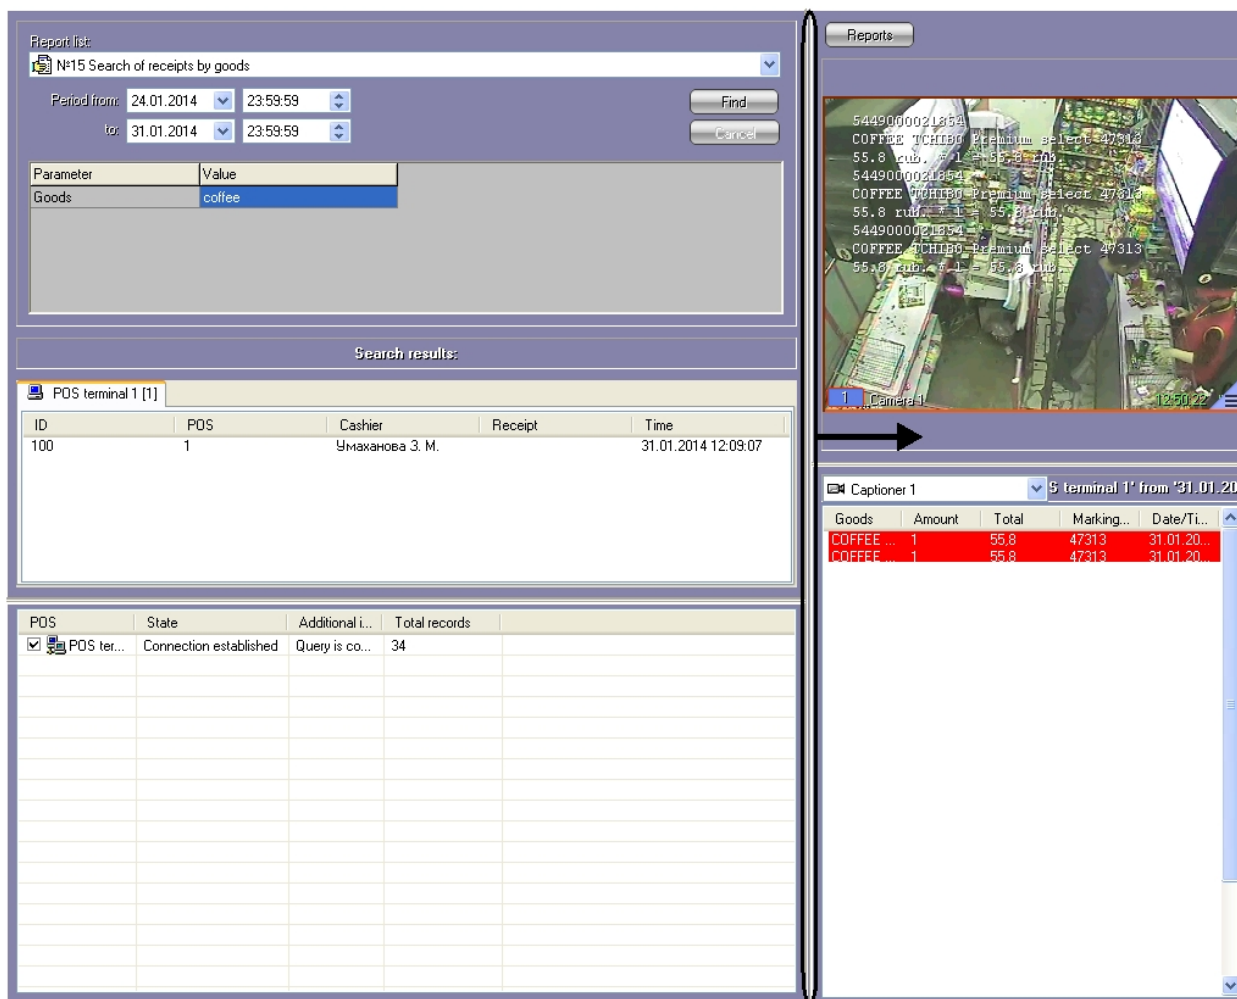 Report list:
Nº15 Search of receipts by goods
Period from: 24.01.2014 23:59:59
Find
to: 31.01.2014 23:59:59
Cancel
Parameter Value
Goods coffee
Search results:
POS terminal 1 [1]
ID POS Cashier Receipt Time
100 1 Умаханова З. М. 31.01.2014 12:09:07
POS State Additional i... Total records
POS ter... Connection established Query is co... 34
Reports
5449000021854
COFFEE TCHIBO Premium select 47313
55.8 rub. * 1 = 55.8 rub.
5449000021854
COFFEE TCHIBO Premium select 47313
55.8 rub. * 1 = 55.8 rub.
5449000021854
COFFEE TCHIBO Premium select 47313
55.8 rub. * 1 = 55.8 rub.
1 Camera 1 12:50:22
Captioner 1 S terminal 1' from '31.01.20
Goods Amount Total Marking... Date/Ti...
COFFEE ... 1 55,8 47313 31.01.20...
COFFEE ... 1 55,8 47313 31.01.20...